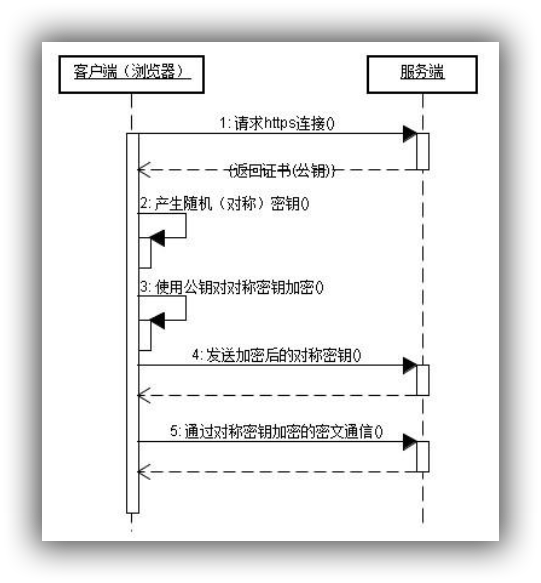 客户端（浏览器）
服务端
1: 请求https连接()
(返回证书(公钥))
2: 产生随机（对称）密钥()
3: 使用公钥对对称密钥加密()
4: 发送加密后的对称密钥()
5: 通过对称密钥加密的密文通信()